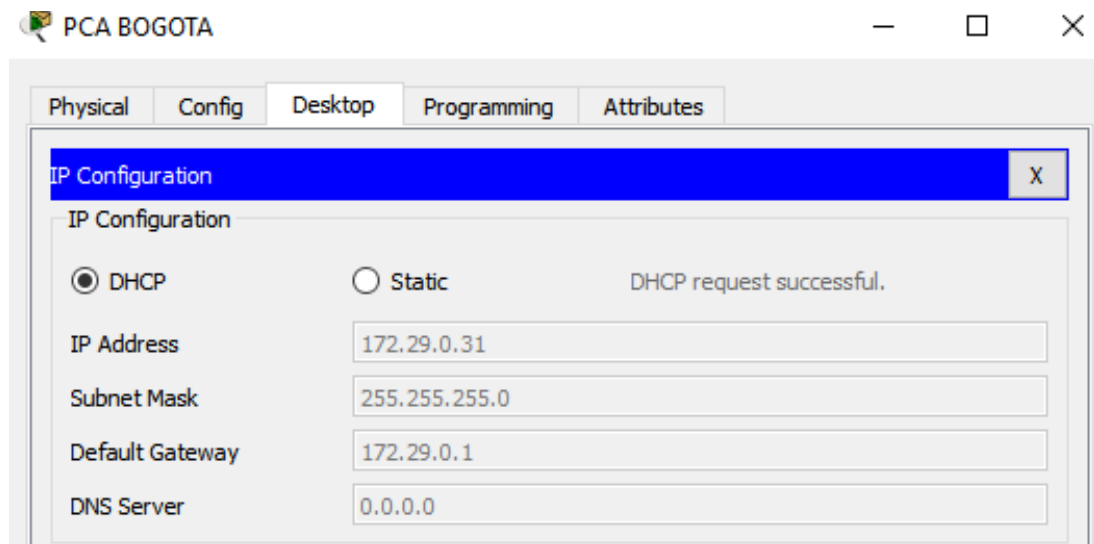 PCA BOGOTA
Physical Config Desktop Programming Attributes
IP Configuration X
IP Configuration
DHCP Static DHCP request successful.
IP Address 172.29.0.31
Subnet Mask 255.255.255.0
Default Gateway 172.29.0.1
DNS Server 0.0.0.0